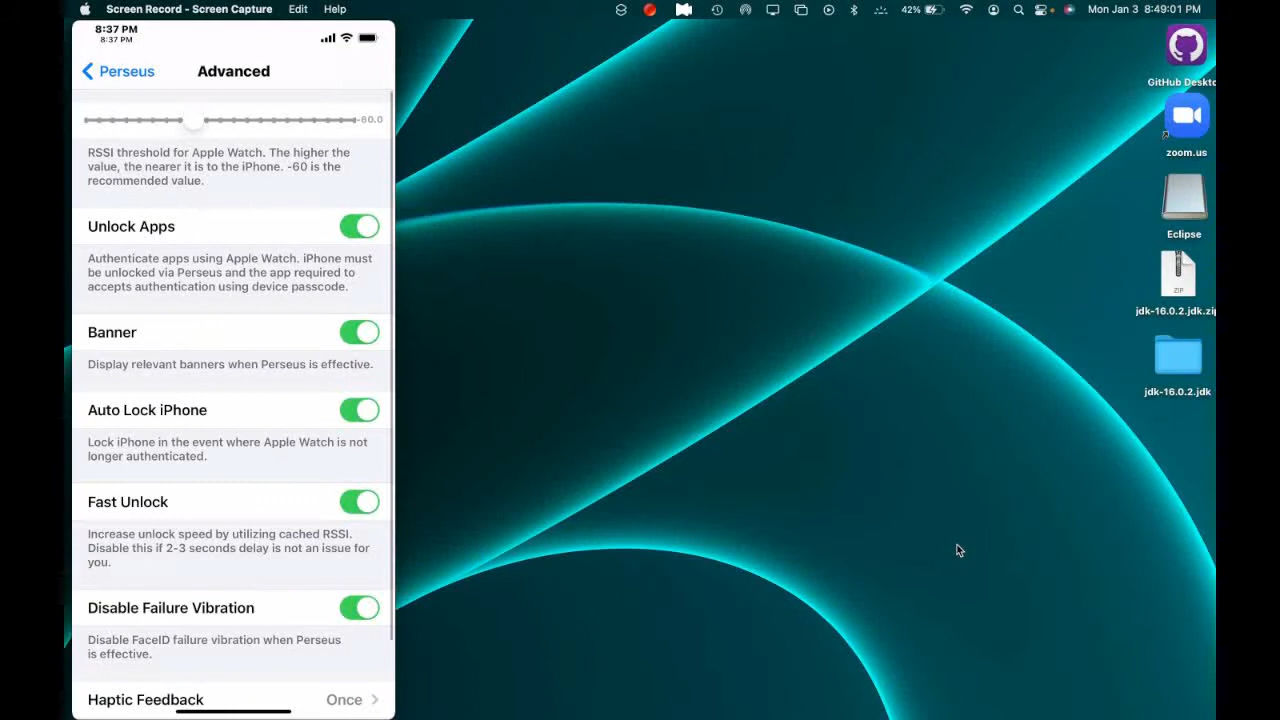 Screen Record - Screen Capture Edit Help 42% Mon Jan 3 8:49:01 PM
8:37 PM
8:37 PM
Perseus Advanced
-60.0
RSSI threshold for Apple Watch. The higher the
value, the nearer it is to the iPhone. -60 is the
recommended value.
Unlock Apps
Authenticate apps using Apple Watch. iPhone must
be unlocked via Perseus and the app required to
accepts authentication using device passcode.
Banner
Display relevant banners when Perseus is effective.
Auto Lock iPhone
Lock iPhone in the event where Apple Watch is not
longer authenticated.
Fast Unlock
Increase unlock speed by utilizing cached RSSI.
Disable this if 2-3 seconds delay is not an issue for
you.
Disable Failure Vibration
Disable FaceID failure vibration when Perseus
is effective.
Haptic Feedback Once
GitHub Deskto
zoom.us
Eclipse
ZIP
jdk-16.0.2.jdk.zip
jdk-16.0.2.jdk